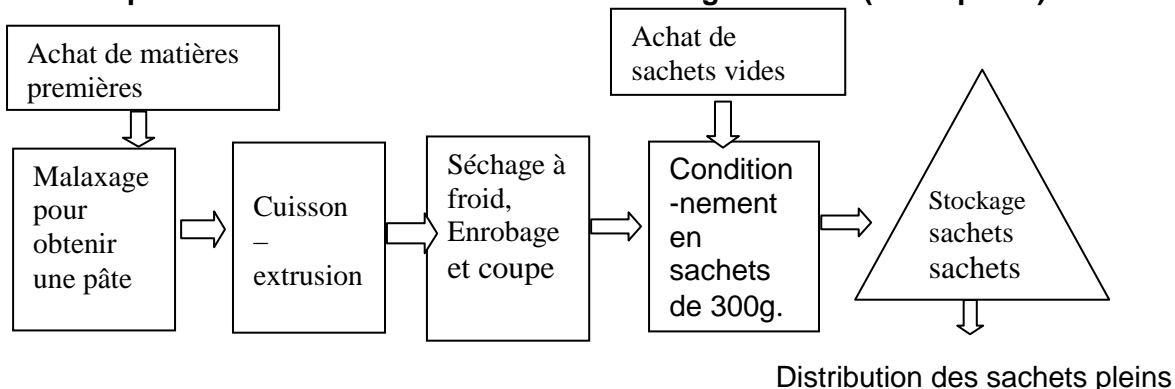 Achat de matières
premières
Achat de
sachets vides
Malaxage
pour
obtenir
une pâte
Cuisson
–
extrusion
Séchage à
froid,
Enrobage
et coupe
Condition
-nement
en
sachets
de 300g.
Stockage
sachets
sachets
Distribution des sachets pleins